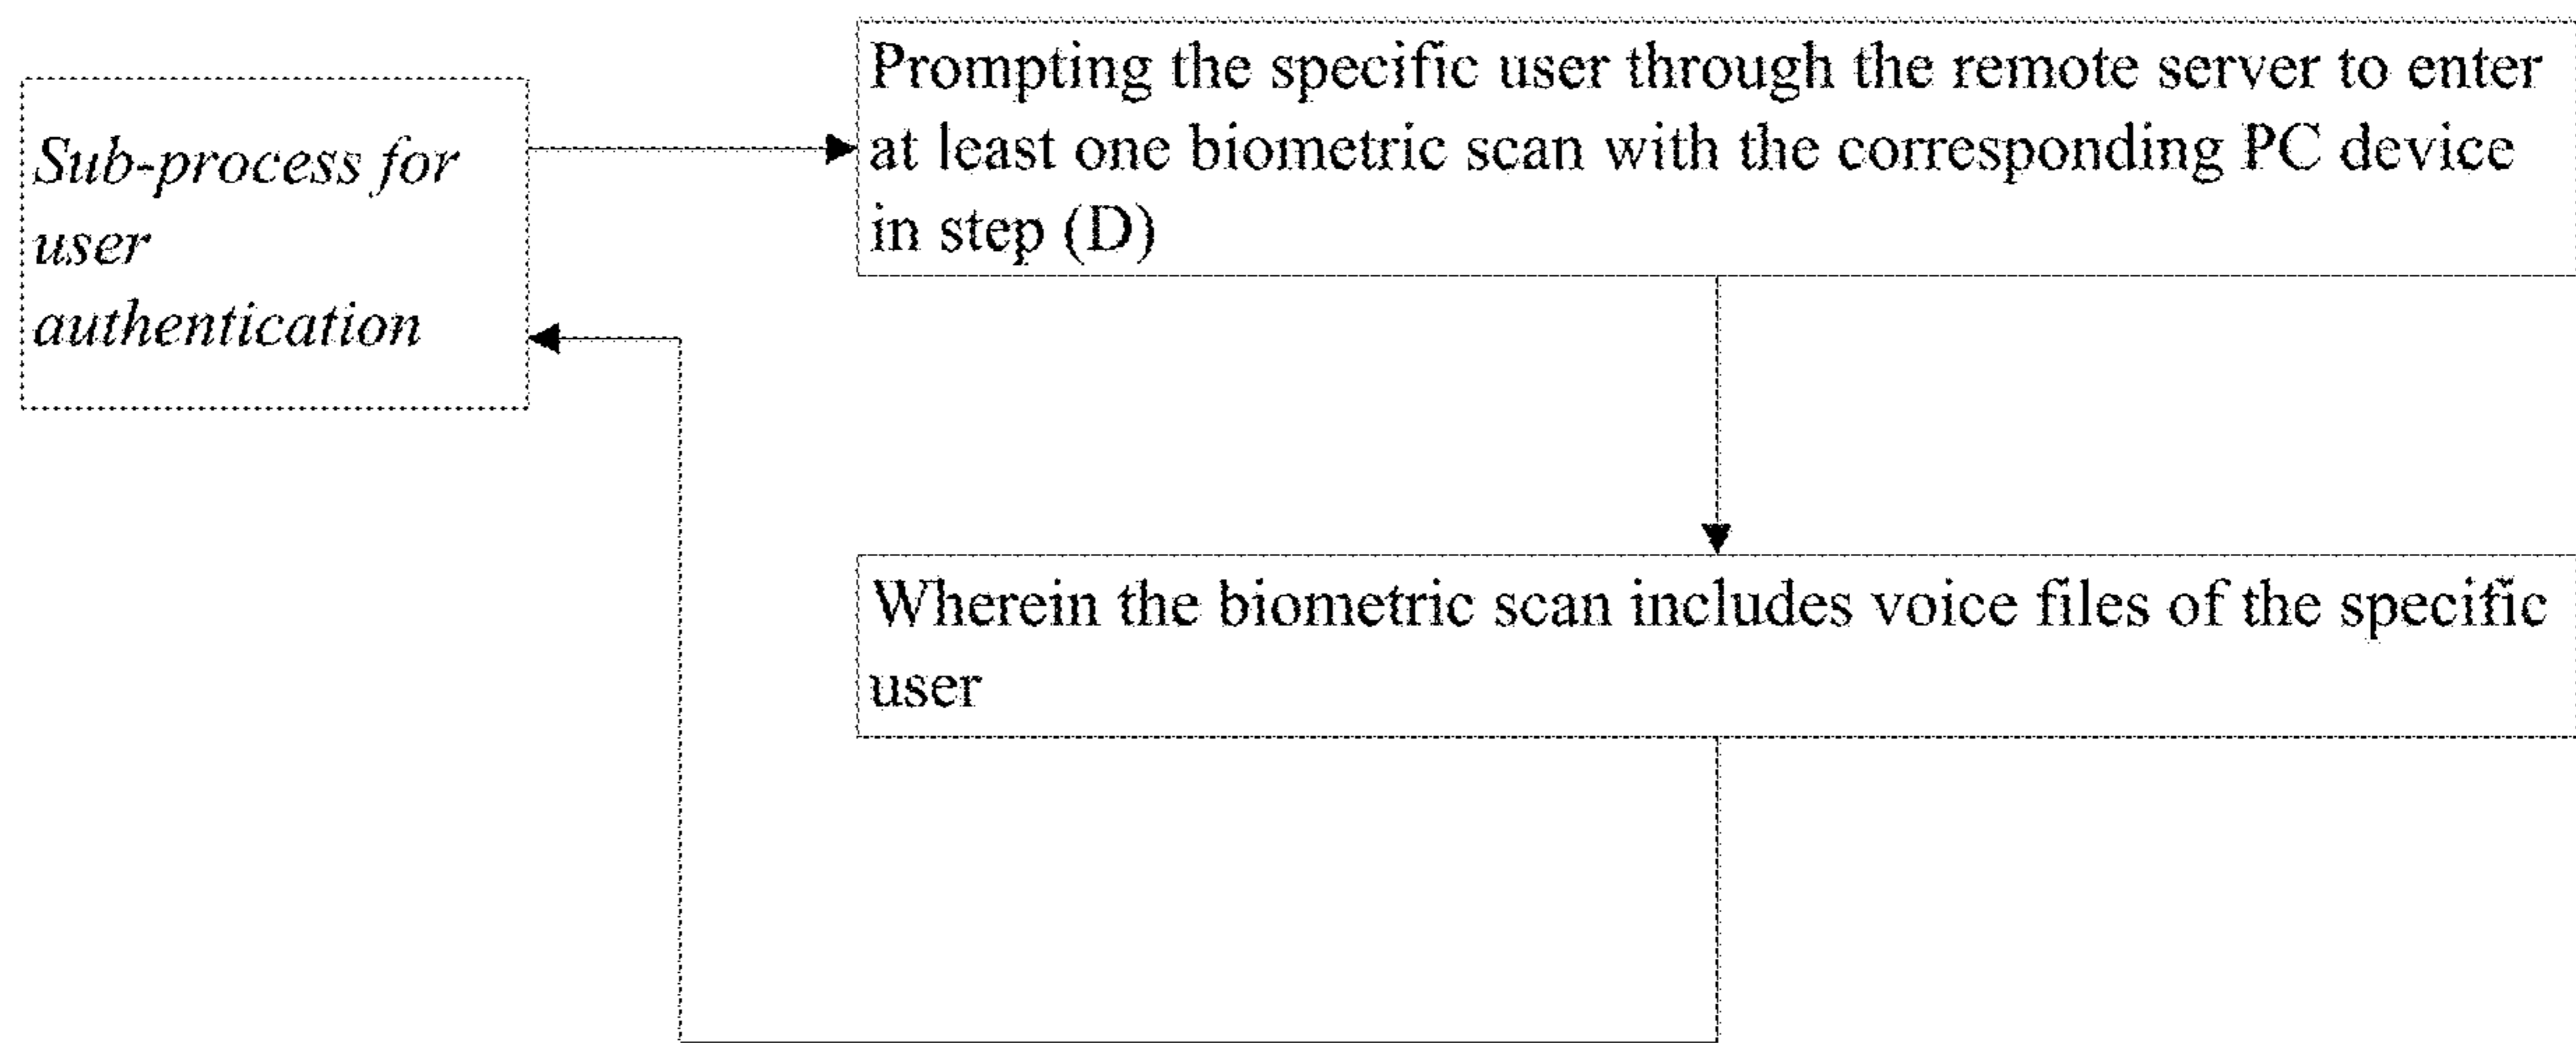 Sub-process for
user
authentication
Prompting the specific user through the remote server to enter
at least one biometric scan with the corresponding PC device
in step (D)
Wherein the biometric scan includes voice files of the specific
user